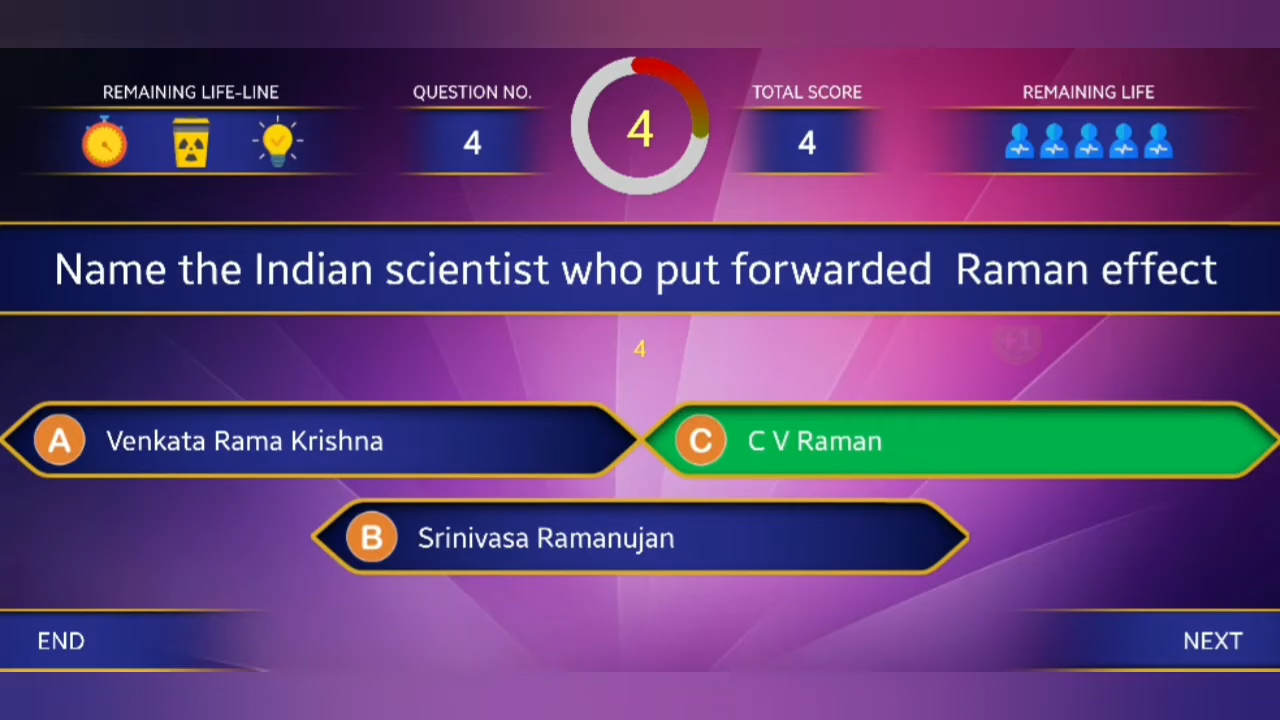 REMAINING LIFE-LINE
QUESTION NO.
4
4
TOTAL SCORE
4
REMAINING LIFE
Name the Indian scientist who put forwarded Raman effect
4
+1
A Venkata Rama Krishna
C C V Raman
B Srinivasa Ramanujan
END
NEXT